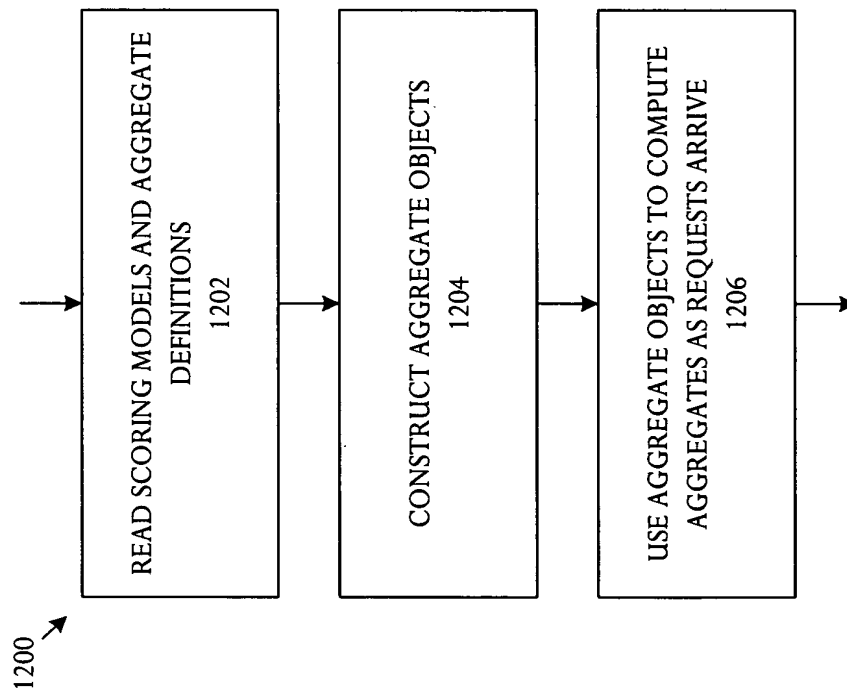 1200
READ SCORING MODELS AND AGGREGATE
DEFINITIONS
1202
CONSTRUCT AGGREGATE OBJECTS
1204
USE AGGREGATE OBJECTS TO COMPUTE
AGGREGATES AS REQUESTS ARRIVE
1206